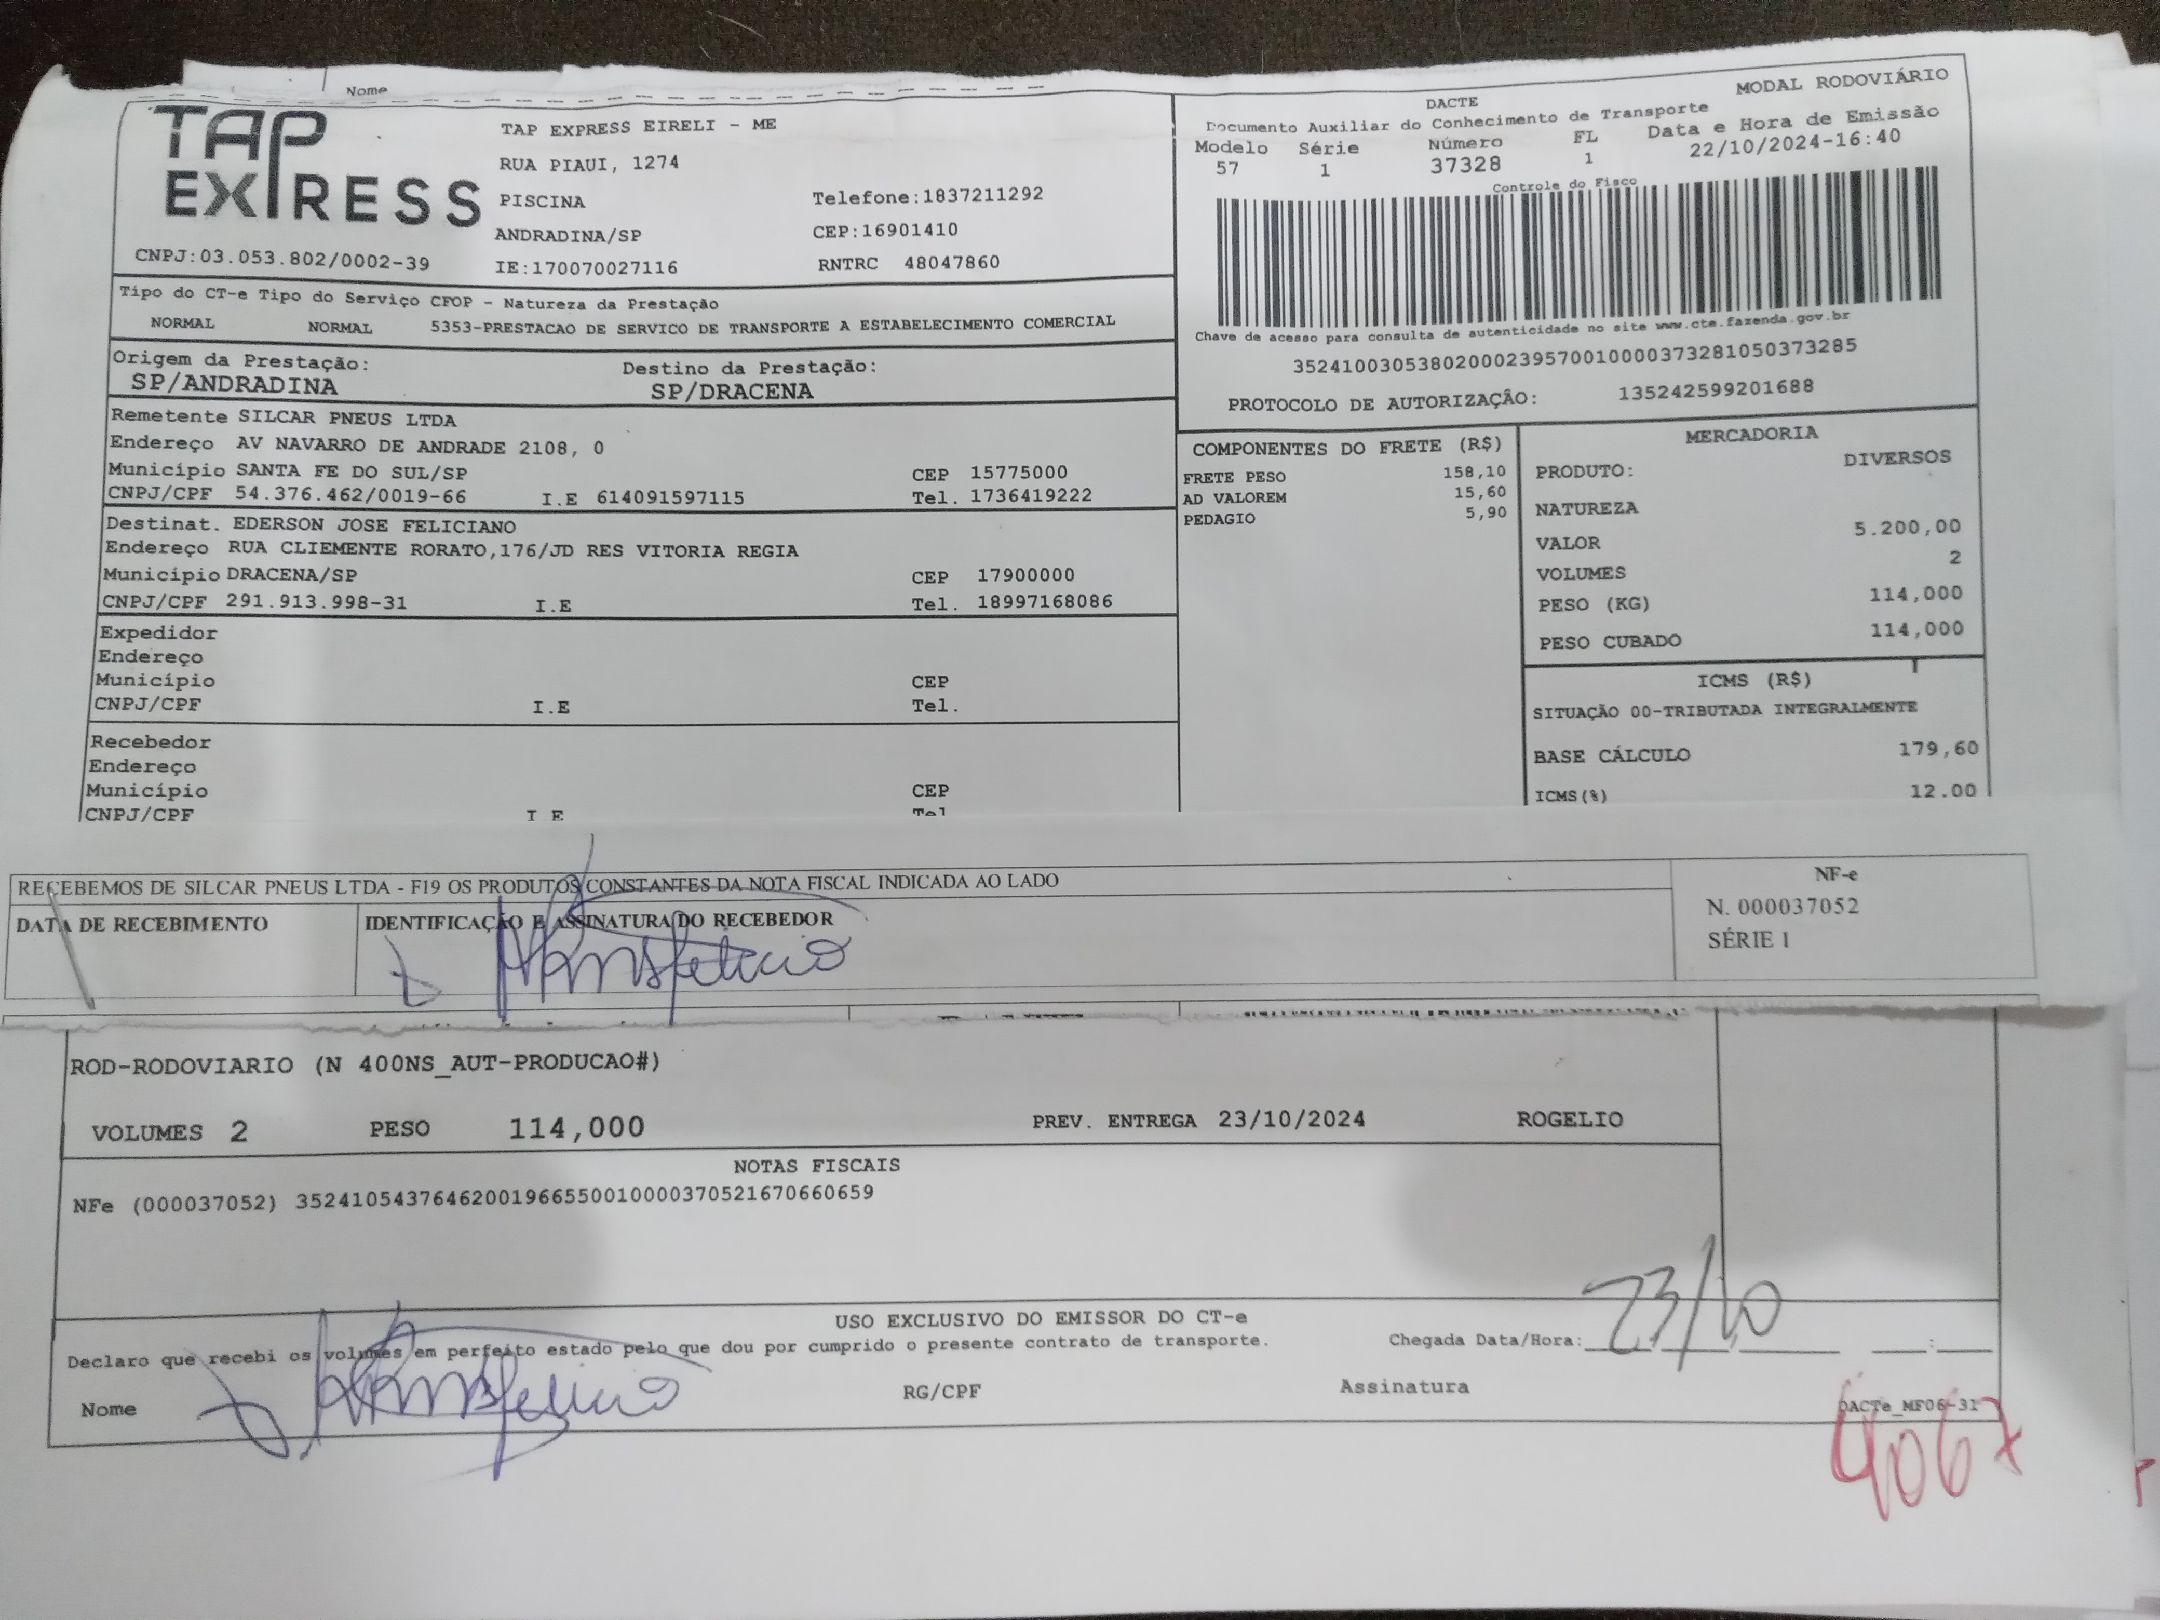 Nome
TAP EXPRESS
TAP EXPRESS EIRELI - ME
RUA PIAUI, 1274
PISCINA Telefone:1837211292
ANDRADINA/SP CEP:16901410
CNPJ:03.053.802/0002-39 IE:170070027116 RNTRC 48047860
MODAL RODOVIÁRIO
DACTE
Documento Auxiliar do Conhecimento de Transporte
Modelo Série Número FL Data e Hora de Emissão
57 1 37328 1 22/10/2024-16:40
Controle do Fisco
Chave de acesso para consulta de autenticidade no site www.cte.fazenda.gov.br
35241003053802000239570010000373281050373285
PROTOCOLO DE AUTORIZAÇÃO: 135242599201688
Tipo do CT-e Tipo do Serviço CFOP - Natureza da Prestação
NORMAL NORMAL 5353-PRESTACAO DE SERVICO DE TRANSPORTE A ESTABELECIMENTO COMERCIAL
Origem da Prestação: Destino da Prestação:
SP/ANDRADINA SP/DRACENA
Remetente SILCAR PNEUS LTDA
Endereço AV NAVARRO DE ANDRADE 2108, 0
Município SANTA FE DO SUL/SP CEP 15775000
CNPJ/CPF 54.376.462/0019-66 I.E 614091597115 Tel. 1736419222
Destinat. EDERSON JOSE FELICIANO
Endereço RUA CLIEMENTE RORATO,176/JD RES VITORIA REGIA
Município DRACENA/SP CEP 17900000
CNPJ/CPF 291.913.998-31 I.E Tel. 18997168086
Expedidor
Endereço
Município CEP
CNPJ/CPF I.E Tel.
Recebedor
Endereço
Município CEP
CNPJ/CPF I E Tel
COMPONENTES DO FRETE (R$)
FRETE PESO 158,10
AD VALOREM 15,60
PEDAGIO 5,90
MERCADORIA
PRODUTO: DIVERSOS
NATUREZA
VALOR 5.200,00
VOLUMES 2
PESO (KG) 114,000
PESO CUBADO 114,000
ICMS (R$)
SITUAÇÃO 00-TRIBUTADA INTEGRALMENTE
BASE CÁLCULO 179,60
ICMS(%) 12.00
RECEBEMOS DE SILCAR PNEUS LTDA - F19 OS PRODUTOS CONSTANTES DA NOTA FISCAL INDICADA AO LADO
DATA DE RECEBIMENTO IDENTIFICAÇÃO E ASSINATURA DO RECEBEDOR
NF-e
N. 000037052
SÉRIE 1
ROD-RODOVIARIO (N 400NS_AUT-PRODUCAO#)
VOLUMES 2 PESO 114,000 PREV. ENTREGA 23/10/2024 ROGELIO
NOTAS FISCAIS
NFe (000037052) 35241054376462001966550010000370521670660659
USO EXCLUSIVO DO EMISSOR DO CT-e
Declaro que recebi os volumes em perfeito estado pelo que dou por cumprido o presente contrato de transporte. Chegada Data/Hora: 23/10 :
Nome RG/CPF Assinatura
DACTe_MF06-31